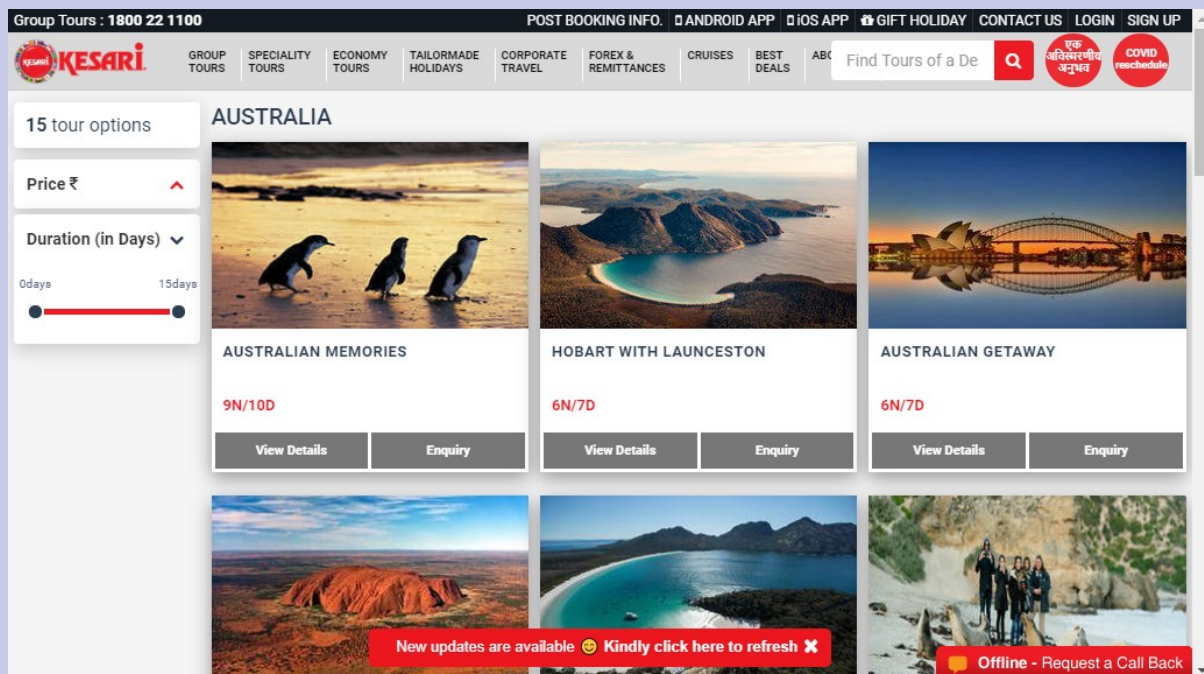 Group Tours : 1800 22 1100
POST BOOKING INFO. ANDROID APP iOS APP GIFT HOLIDAY CONTACT US LOGIN SIGN UP
KESARI
KESARI
GROUP TOURS
SPECIALITY TOURS
ECONOMY TOURS
TAILORMADE HOLIDAYS
CORPORATE TRAVEL
FOREX & REMITTANCES
CRUISES
BEST DEALS
Find Tours of a De
एक
अविस्मरणीय
अनुभव
COVID
reschedule
15 tour options
AUSTRALIA
Price ₹
Duration (in Days)
0days 15days
AUSTRALIAN MEMORIES
9N/10D
View Details Enquiry
HOBART WITH LAUNCESTON
6N/7D
View Details Enquiry
AUSTRALIAN GETAWAY
6N/7D
View Details Enquiry
New updates are available 😊 Kindly click here to refresh ✖
Offline - Request a Call Back